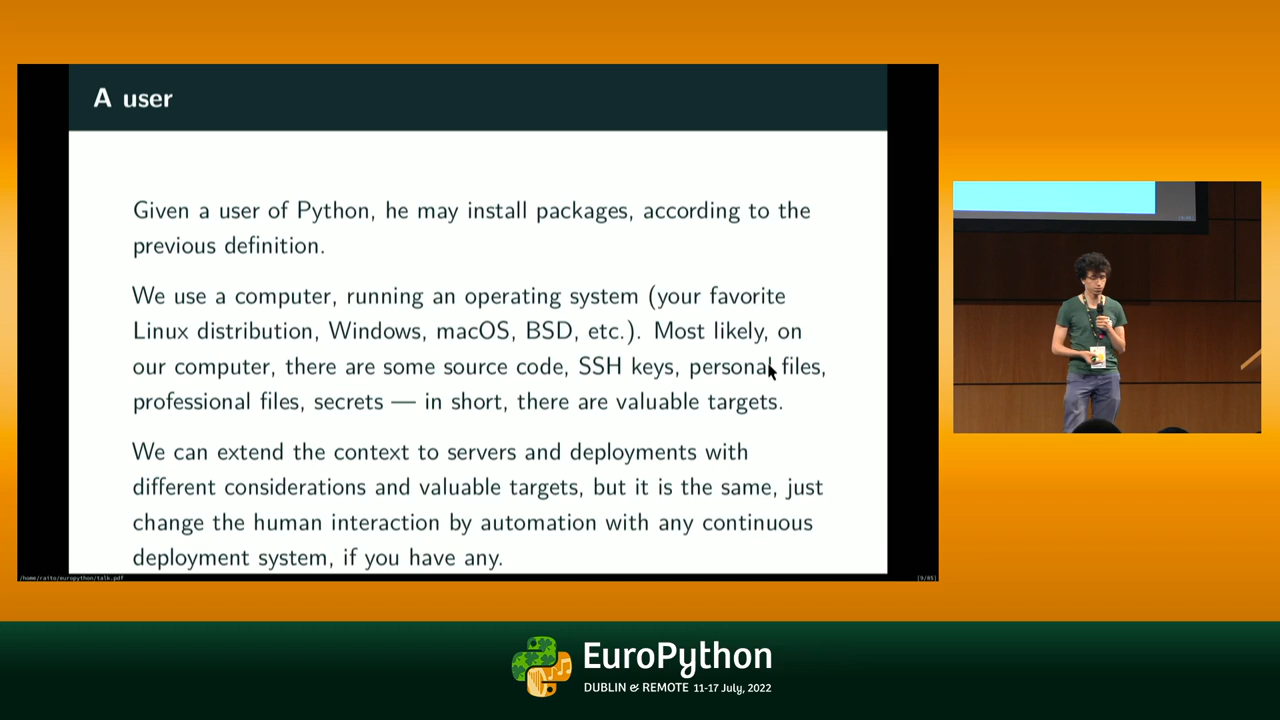 A user
Given a user of Python, he may install packages, according to the
previous definition.
We use a computer, running an operating system (your favorite
Linux distribution, Windows, macOS, BSD, etc.). Most likely, on
our computer, there are some source code, SSH keys, personal files,
professional files, secrets — in short, there are valuable targets.
We can extend the context to servers and deployments with
different considerations and valuable targets, but it is the same, just
change the human interaction by automation with any continuous
deployment system, if you have any.
/home/raito/europython/talk.pdf
[9/85]
EuroPython
DUBLIN & REMOTE 11-17 July, 2022